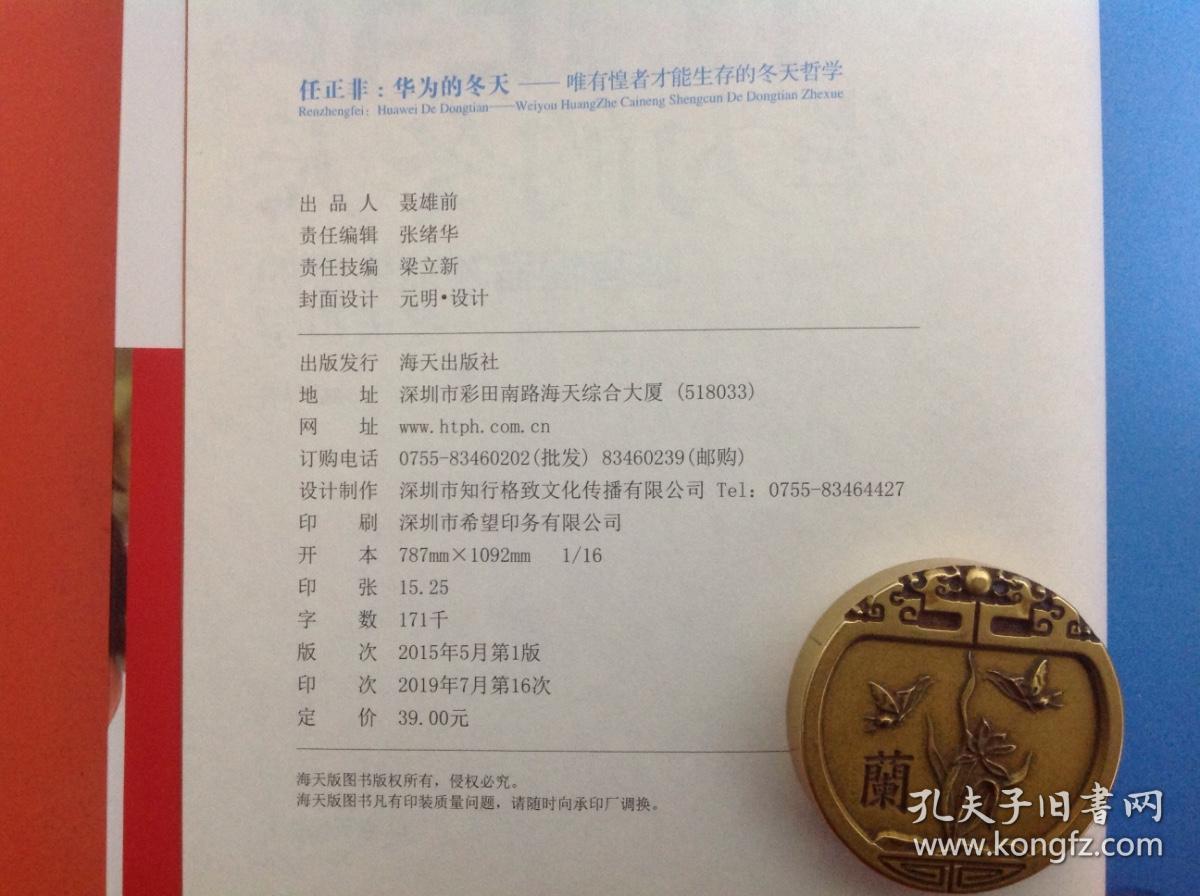 任正非：华为的冬天 —— 唯有惶者才能生存的冬天哲学
Renzhengfei: Huawei De Dongtian——Weiyou HuangZhe Caineng Shengcun De Dongtian Zhexue
出 品 人 聂雄前
责任编辑 张绪华
责任技编 梁立新
封面设计 元明•设计
出版发行 海天出版社
地 址 深圳市彩田南路海天综合大厦 (518033)
网 址 www.htph.com.cn
订购电话 0755-83460202(批发) 83460239(邮购)
设计制作 深圳市知行格致文化传播有限公司 Tel: 0755-83464427
印 刷 深圳市希望印务有限公司
开 本 787mm×1092mm 1/16
印 张 15.25
字 数 171千
版 次 2015年5月第1版
印 次 2019年7月第16次
定 价 39.00元
海天版图书版权所有，侵权必究。
海天版图书凡有印装质量问题，请随时向承印厂调换。
蘭
孔夫子旧书网
www.kongfz.com